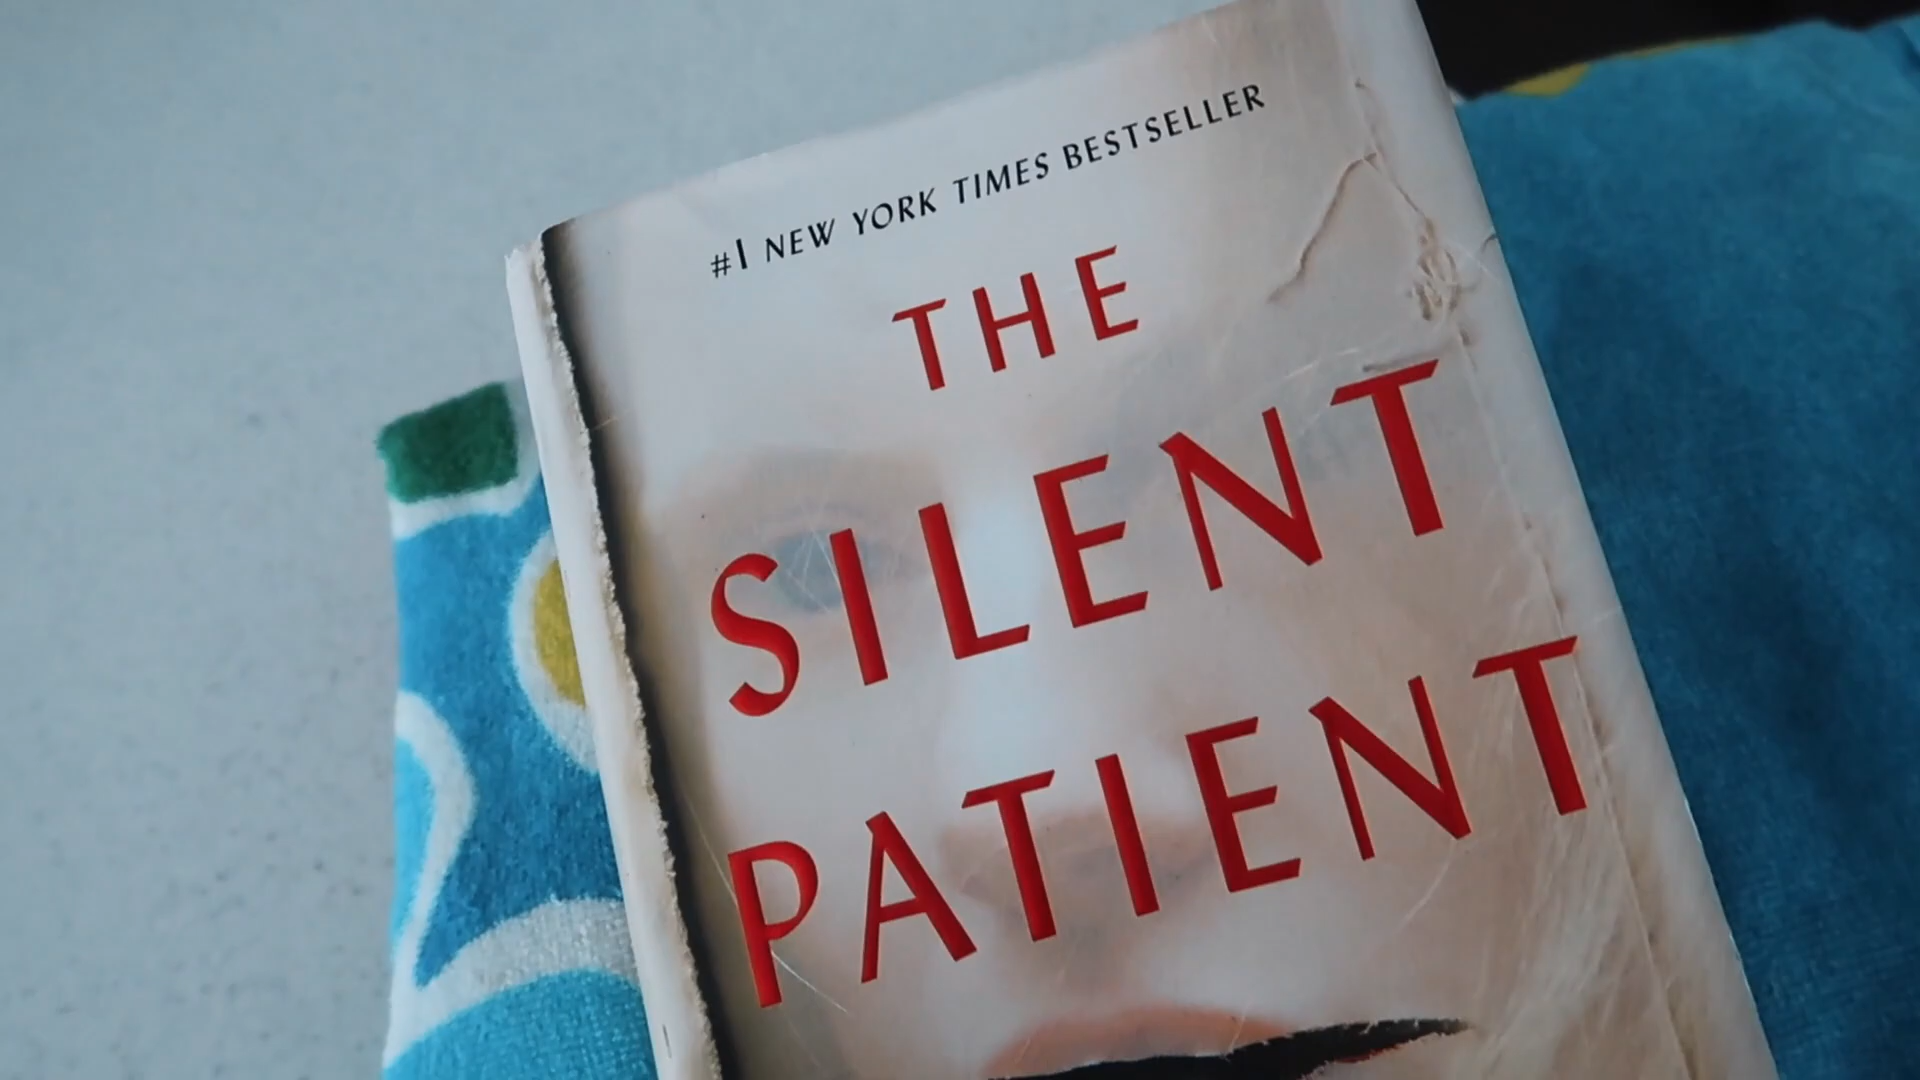 #1 NEW YORK TIMES BESTSELLER
THE
SILENT
PATIENT